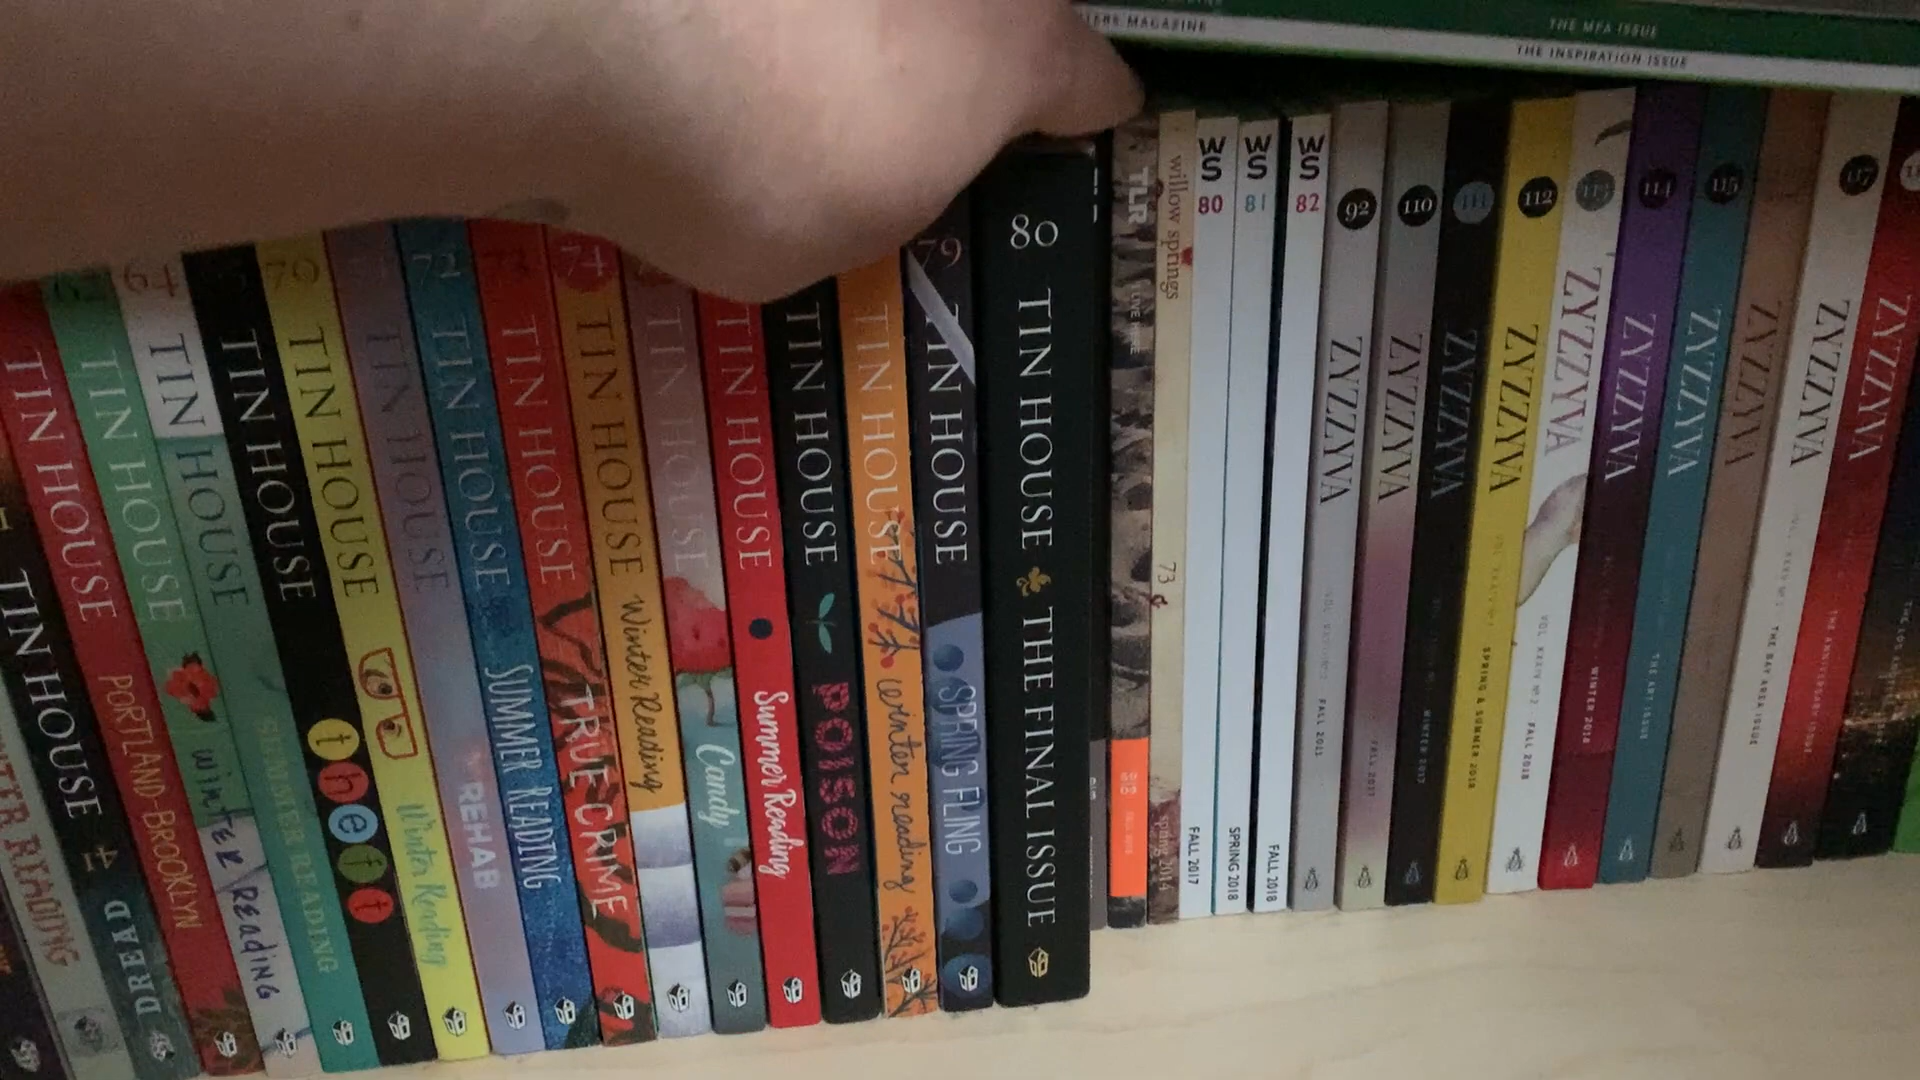 THE MFA ISSUE
THE INSPIRATION ISSUE
MAGAZINE
WINTER READING
TIN HOUSE 41 DREAD
TIN HOUSE PORTLAND-BROOKLYN
62 TIN HOUSE winter READING
64 TIN HOUSE SUMMER READING
TIN HOUSE theft
70 TIN HOUSE Winter Reading
TIN HOUSE REHAB
72 TIN HOUSE SUMMER READING
73 TIN HOUSE TRUE CRIME
74 TIN HOUSE Winter Reading
TIN HOUSE Candy
TIN HOUSE Summer Reading
TIN HOUSE POISON
TIN HOUSE winter reading
79 TIN HOUSE SPRING FLING
80 TIN HOUSE THE FINAL ISSUE
TLR
willow springs 73 spring 2014
WS 80 FALL 2017
WS 81 SPRING 2018
WS 82 FALL 2018
92 ZYZZYVA FALL 2011
110 ZYZZYVA FALL 2017
111 ZYZZYVA WINTER 2017
112 ZYZZYVA SPRING & SUMMER 2018
113 ZYZZYVA FALL 2018
114 ZYZZYVA WINTER 2018
115 ZYZZYVA THE ART ISSUE
ZYZZYVA
117 ZYZZYVA THE BAY AREA ISSUE
ZYZZYVA THE ANNIVERSARY ISSUE